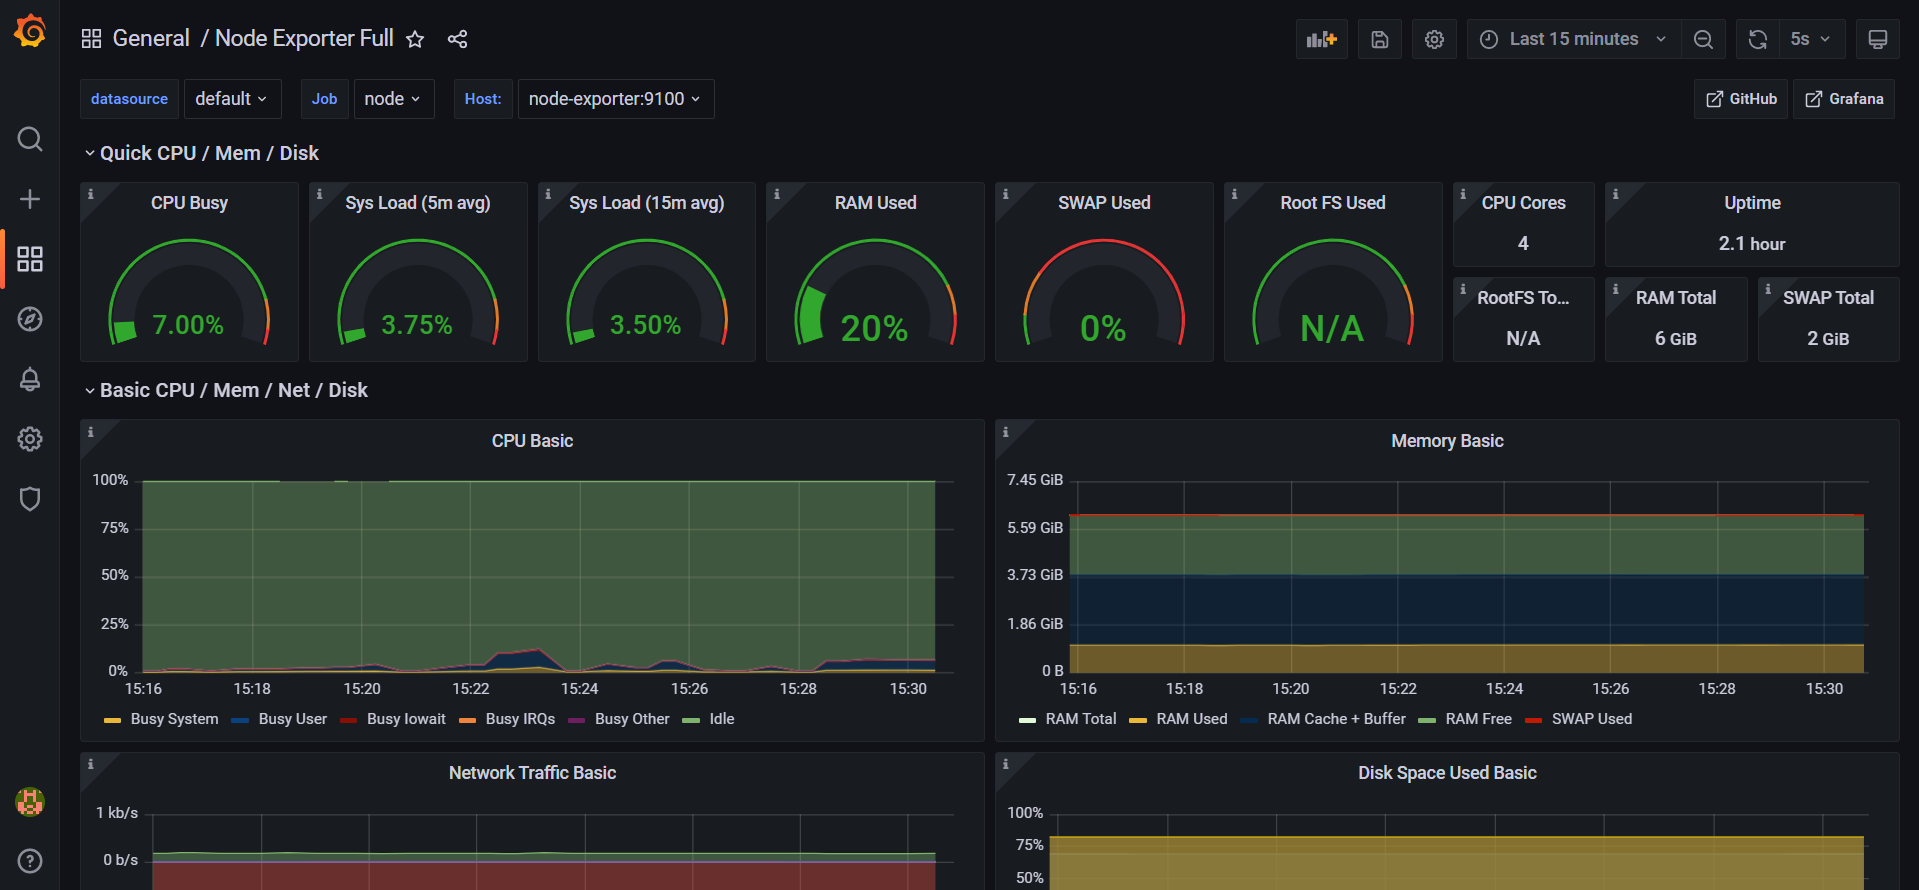 General / Node Exporter Full
Last 15 minutes 5s
datasource default Job node Host: node-exporter:9100 GitHub Grafana
Quick CPU / Mem / Disk
CPU Busy
7.00%
Sys Load (5m avg)
3.75%
Sys Load (15m avg)
3.50%
RAM Used
20%
SWAP Used
0%
Root FS Used
N/A
CPU Cores
4
Uptime
2.1 hour
RootFS To...
N/A
RAM Total
6 GiB
SWAP Total
2 GiB
Basic CPU / Mem / Net / Disk
CPU Basic
100%
75%
50%
25%
0%
15:16 15:18 15:20 15:22 15:24 15:26 15:28 15:30
Busy System Busy User Busy Iowait Busy IRQs Busy Other Idle
Memory Basic
7.45 GiB
5.59 GiB
3.73 GiB
1.86 GiB
0 B
15:16 15:18 15:20 15:22 15:24 15:26 15:28 15:30
RAM Total RAM Used RAM Cache + Buffer RAM Free SWAP Used
Network Traffic Basic
1 kb/s
0 b/s
Disk Space Used Basic
100%
75%
50%